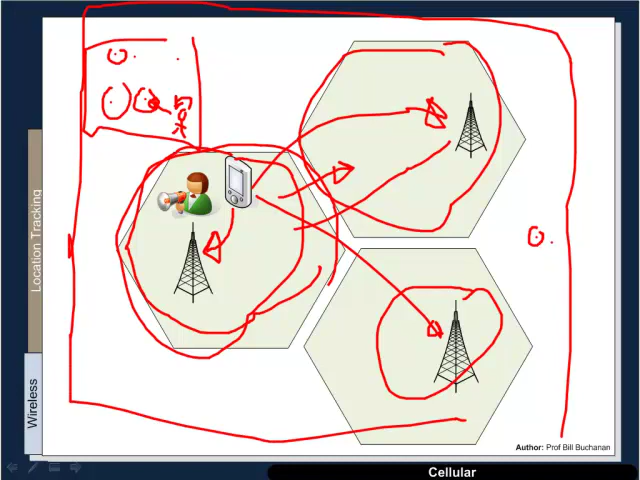 Location Tracking
Wireless
Author: Prof Bill Buchanan
Cellular